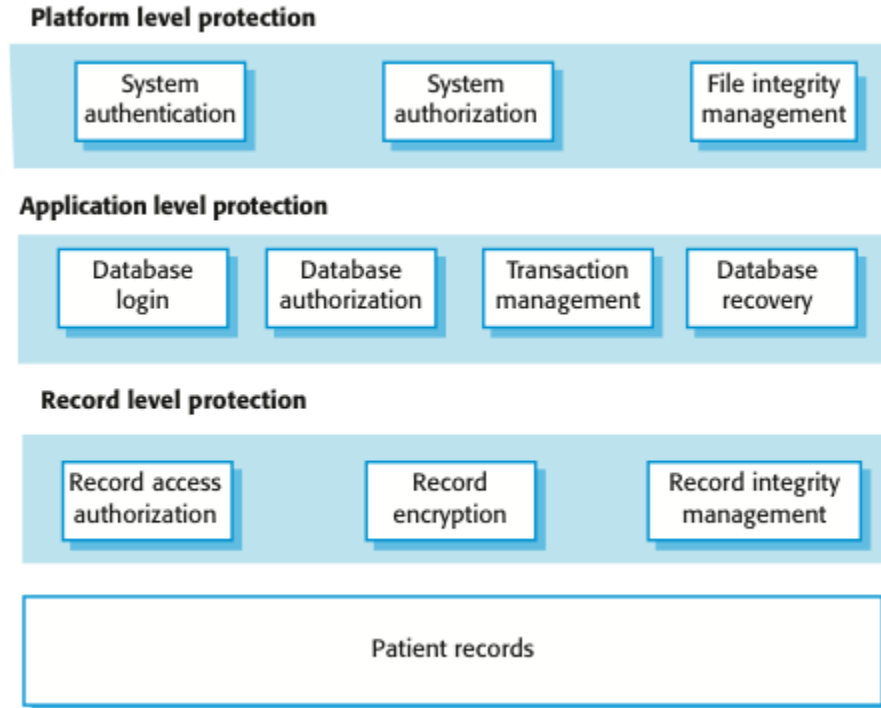 Platform level protection
System
authentication
System
authorization
File integrity
management
Application level protection
Database
login
Database
authorization
Transaction
management
Database
recovery
Record level protection
Record access
authorization
Record
encryption
Record integrity
management
Patient records